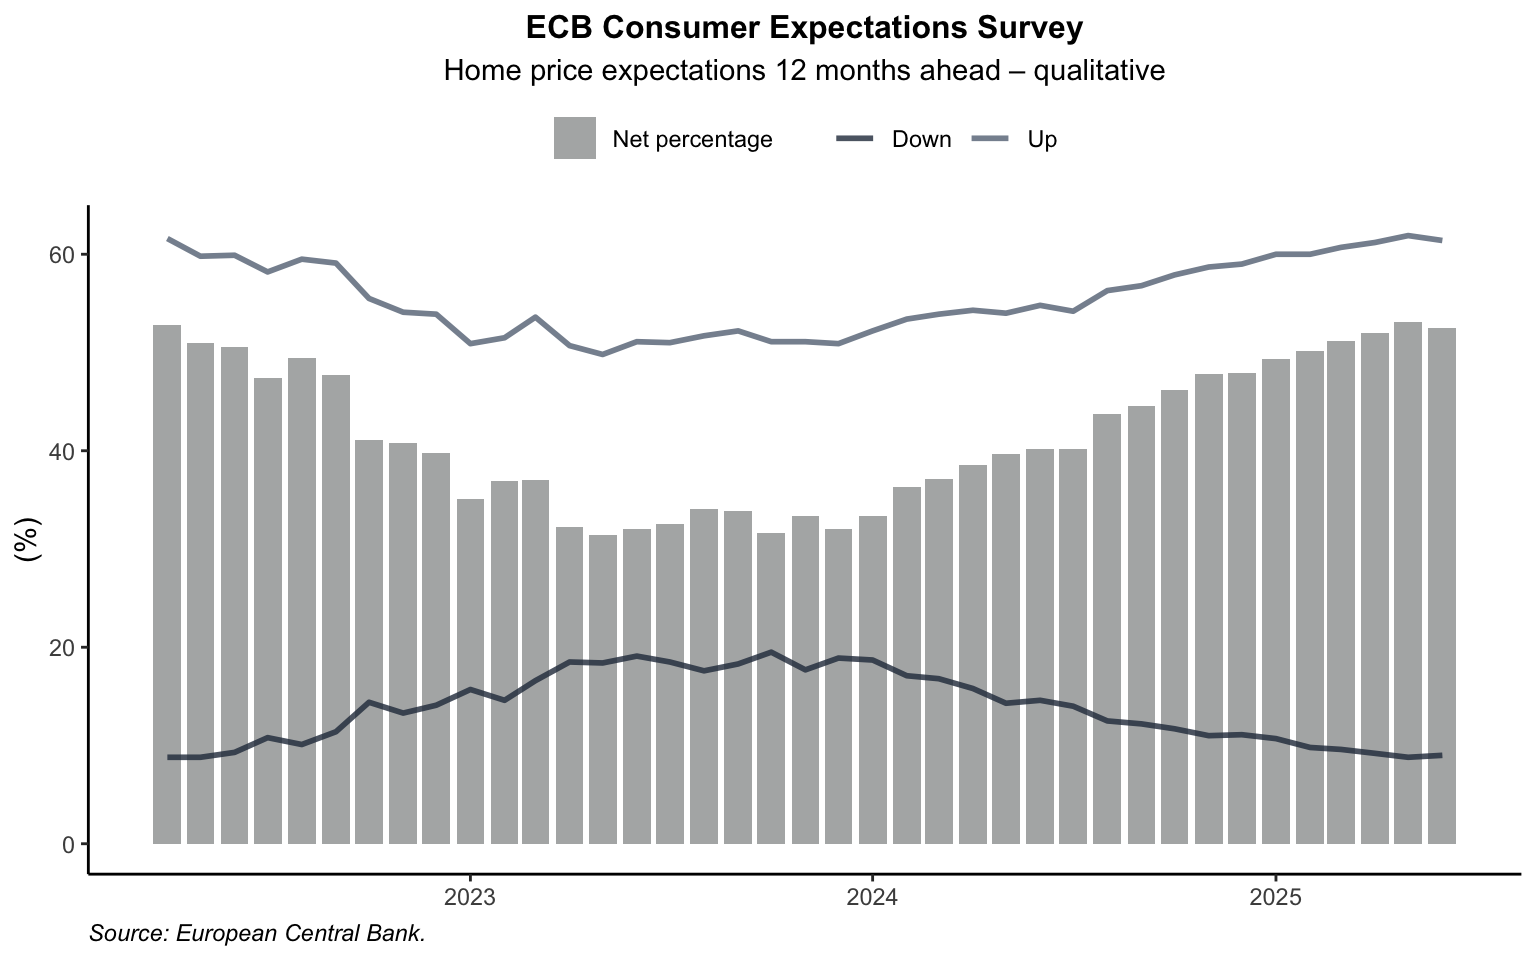 ECB Consumer Expectations Survey
Home price expectations 12 months ahead – qualitative
Net percentage Down Up
60
40
20
0
(%)
2023 2024 2025
Source: European Central Bank.